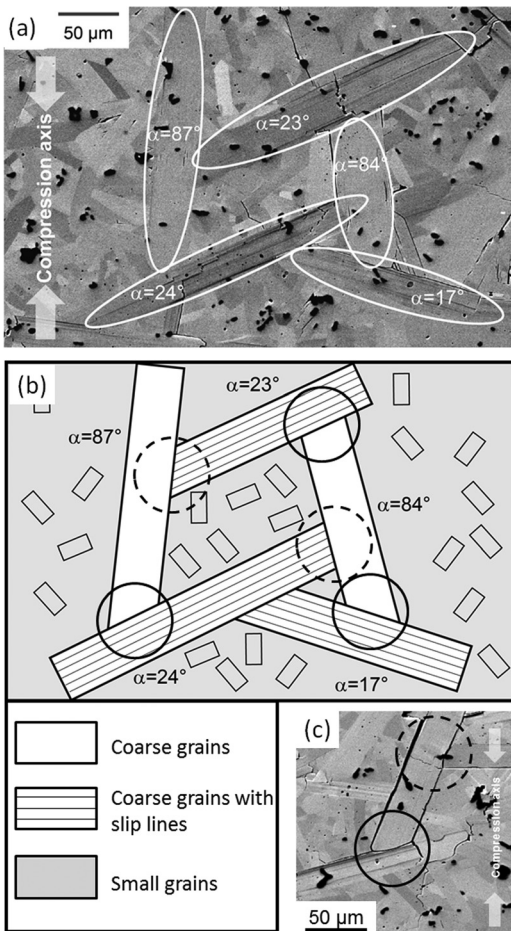 (a)
50 µm
Compression axis
α=87°
α=23°
α=84°
α=24°
α=17°
(b)
α=23°
α=87°
α=84°
α=24°
α=17°
Coarse grains
Coarse grains with
slip lines
Small grains
(c)
Compression axis
50 µm